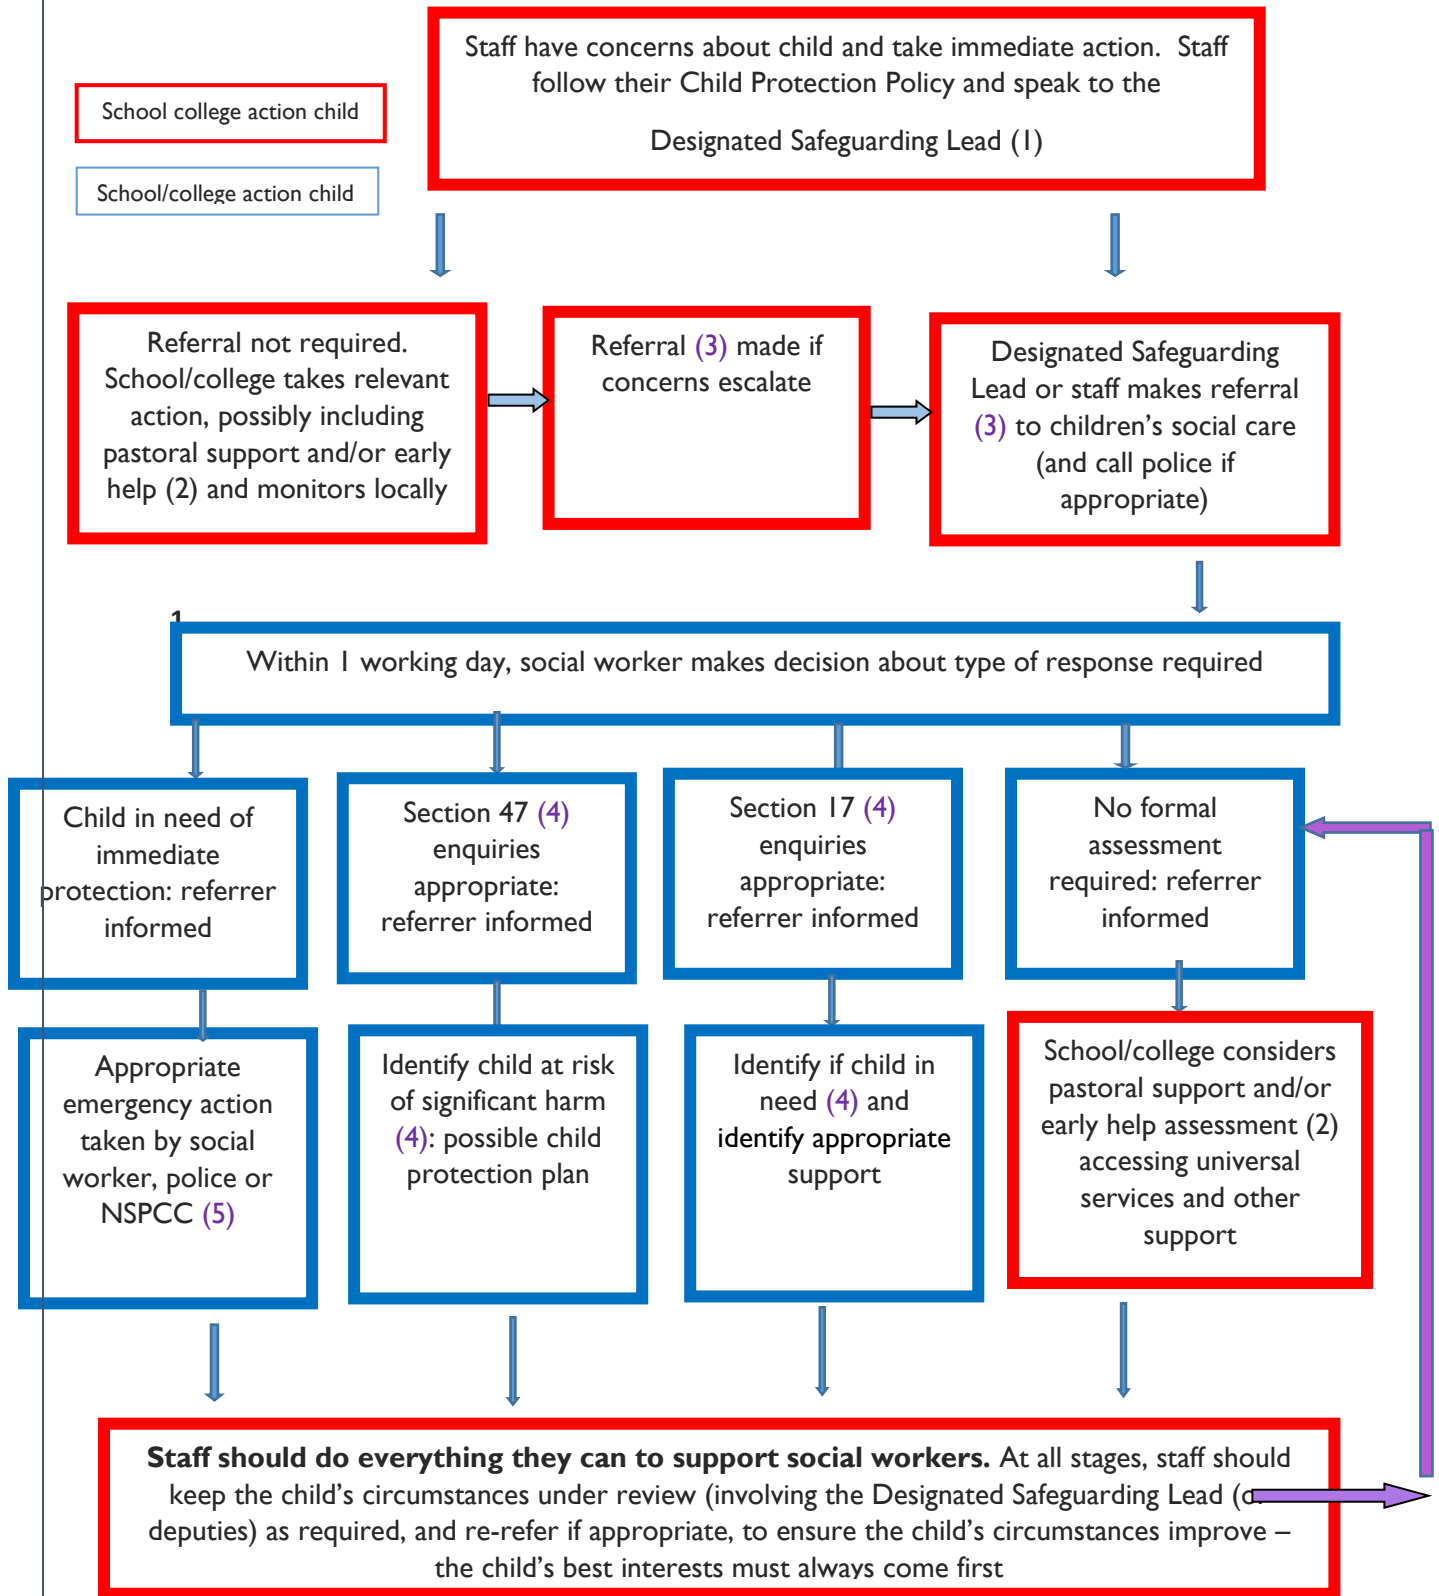 Staff have concerns about child and take immediate action.  Staff
follow their Child Protection Policy and speak to the
Designated Safeguarding Lead (1)
School college action child
School/college action child
Referral not required.
School/college takes relevant
action, possibly including
pastoral support and/or early
help (2) and monitors locally
Referral (3) made if
concerns escalate
Designated Safeguarding
Lead or staff makes referral
(3) to children’s social care
(and call police if
appropriate)
1
Within 1 working day, social worker makes decision about type of response required
Child in need of
immediate
protection: referrer
informed
Section 47 (4)
enquiries
appropriate:
referrer informed
Section 17 (4)
enquiries
appropriate:
referrer informed
No formal
assessment
required: referrer
informed
Appropriate
emergency action
taken by social
worker, police or
NSPCC (5)
Identify child at risk
of significant harm
(4): possible child
protection plan
Identify if child in
need (4) and
identify appropriate
support
School/college considers
pastoral support and/or
early help assessment (2)
accessing universal
services and other
support
Staff should do everything they can to support social workers. At all stages, staff should
keep the child’s circumstances under review (involving the Designated Safeguarding Lead
deputies) as required, and re-refer if appropriate, to ensure the child’s circumstances improve –
the child’s best interests must always come first